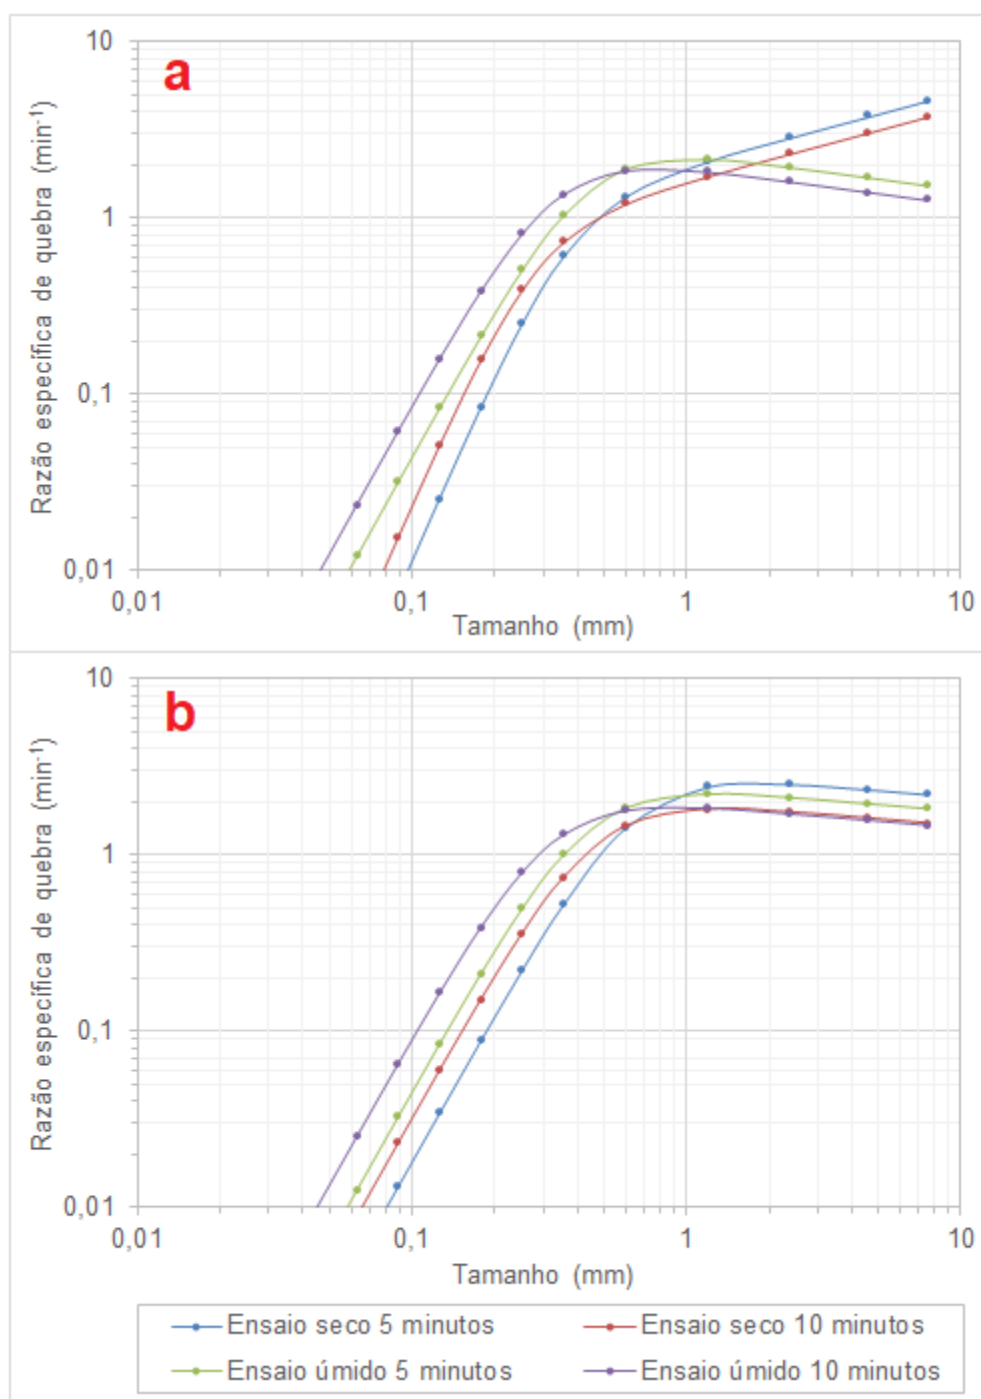 a
Razão específica de quebra (min⁻¹)
10
1
0,1
0,01
0,01 0,1 1 10
Tamanho (mm)
b
Razão específica de quebra (min⁻¹)
10
1
0,1
0,01
0,01 0,1 1 10
Tamanho (mm)
Ensaio seco 5 minutos Ensaio seco 10 minutos
Ensaio úmido 5 minutos Ensaio úmido 10 minutos